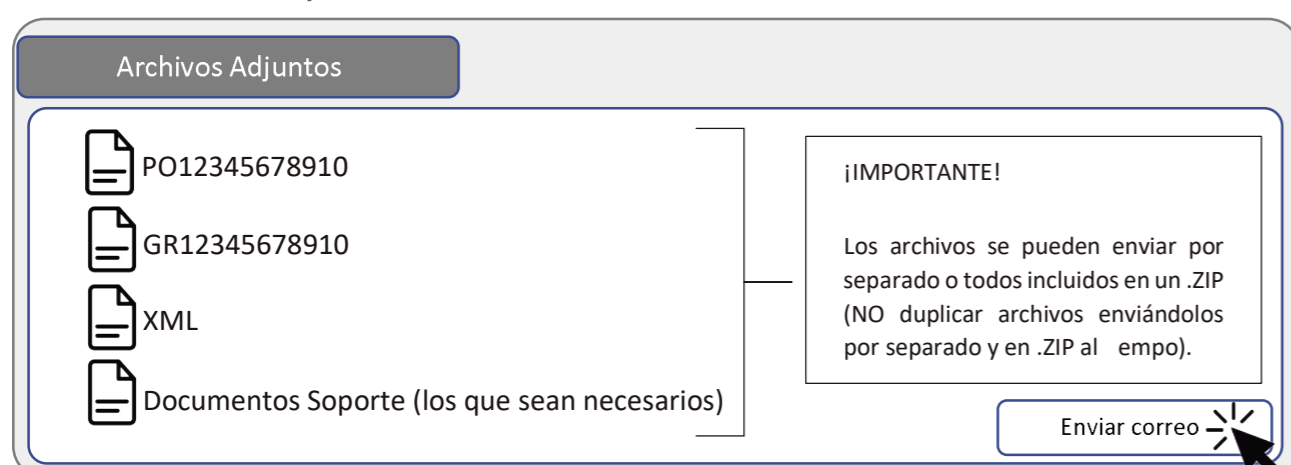 Archivos Adjuntos
PO12345678910
GR12345678910
XML
Documentos Soporte (los que sean necesarios)
¡IMPORTANTE!
Los archivos se pueden enviar por
separado o todos incluidos en un .ZIP
(NO duplicar archivos enviándolos
por separado y en .ZIP al empo).
Enviar correo